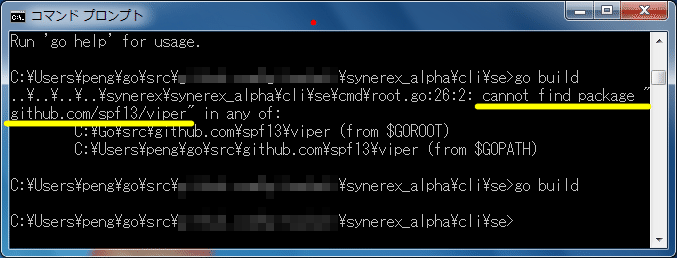 コマンド プロンプト
Run 'go help' for usage.
C:¥Users¥peng¥go¥src¥ ¥synerex_alpha¥cli¥se>go build
..¥..¥..¥..¥synerex¥synerex_alpha¥cli¥se¥cmd¥root.go:26:2: cannot find package "
github.com/spf13/viper" in any of:
C:¥Go¥src¥github.com¥spf13¥viper (from $GOROOT)
C:¥Users¥peng¥go¥src¥github.com¥spf13¥viper (from $GOPATH)
C:¥Users¥peng¥go¥src¥ ¥synerex_alpha¥cli¥se>go build
C:¥Users¥peng¥go¥src¥ ¥synerex_alpha¥cli¥se>